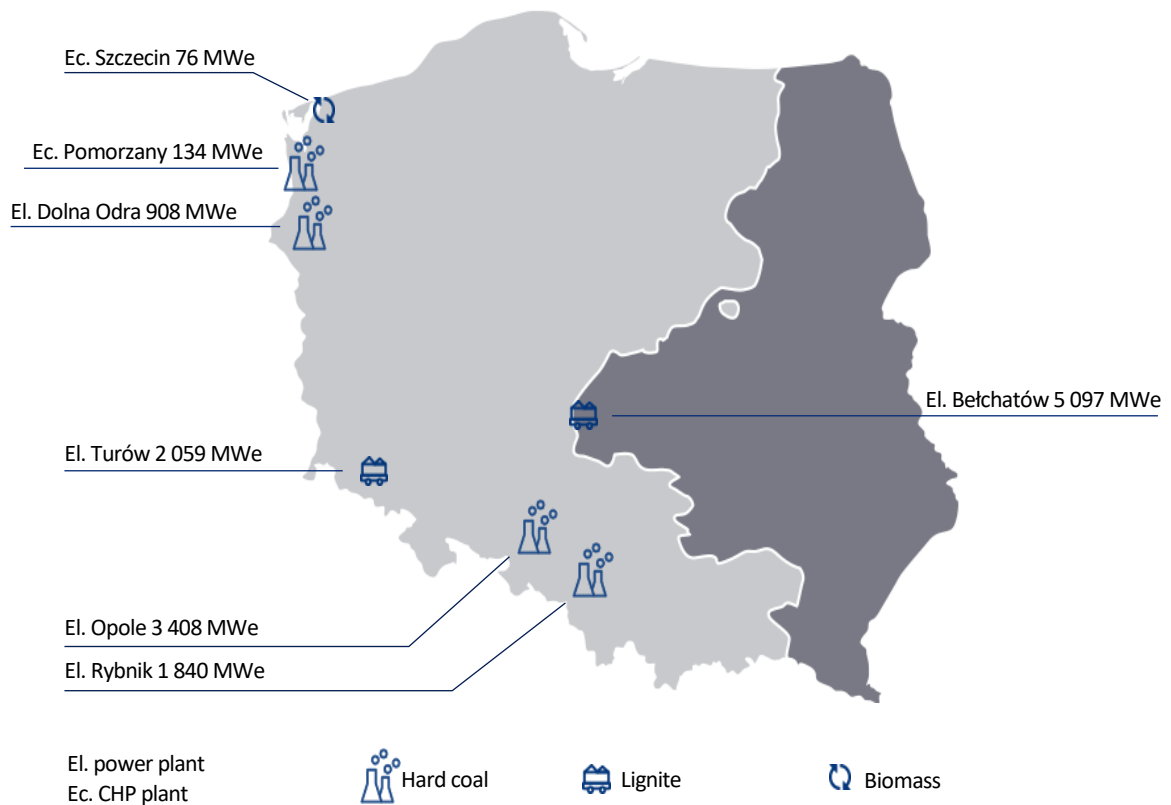 Ec. Szczecin 76 MWe
Ec. Pomorzany 134 MWe
El. Dolna Odra 908 MWe
El. Bełchatów 5 097 MWe
El. Turów 2 059 MWe
El. Opole 3 408 MWe
El. Rybnik 1 840 MWe
El. power plant
Ec. CHP plant
Hard coal
Lignite
Biomass